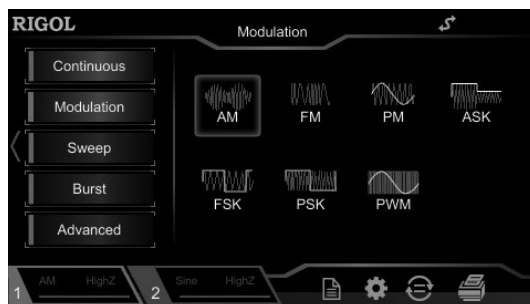 RIGOL
Modulation
Continuous
Modulation
Sweep
Burst
Advanced
AM
FM
PM
ASK
FSK
PSK
PWM
1
AM
HighZ
2
Sine
HighZ